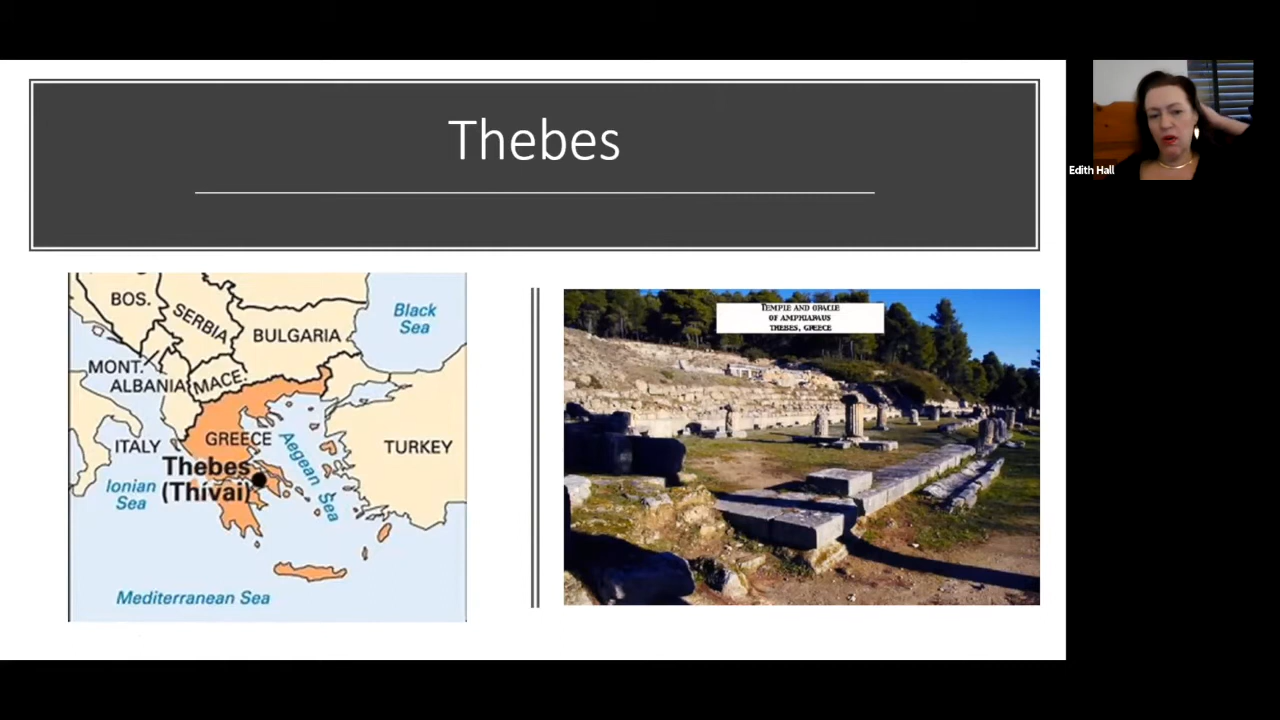 Thebes
Edith Hall
BOS.
SERBIA
BULGARIA
Black
Sea
MONT.
ALBANIA
MACE.
ITALY
GREECE
Aegean Sea
TURKEY
Thebes
(Thívai)
Ionian
Sea
Mediterranean Sea
TEMPLE AND ORACLE
OF AMPHIARAUS
THEBES, GREECE